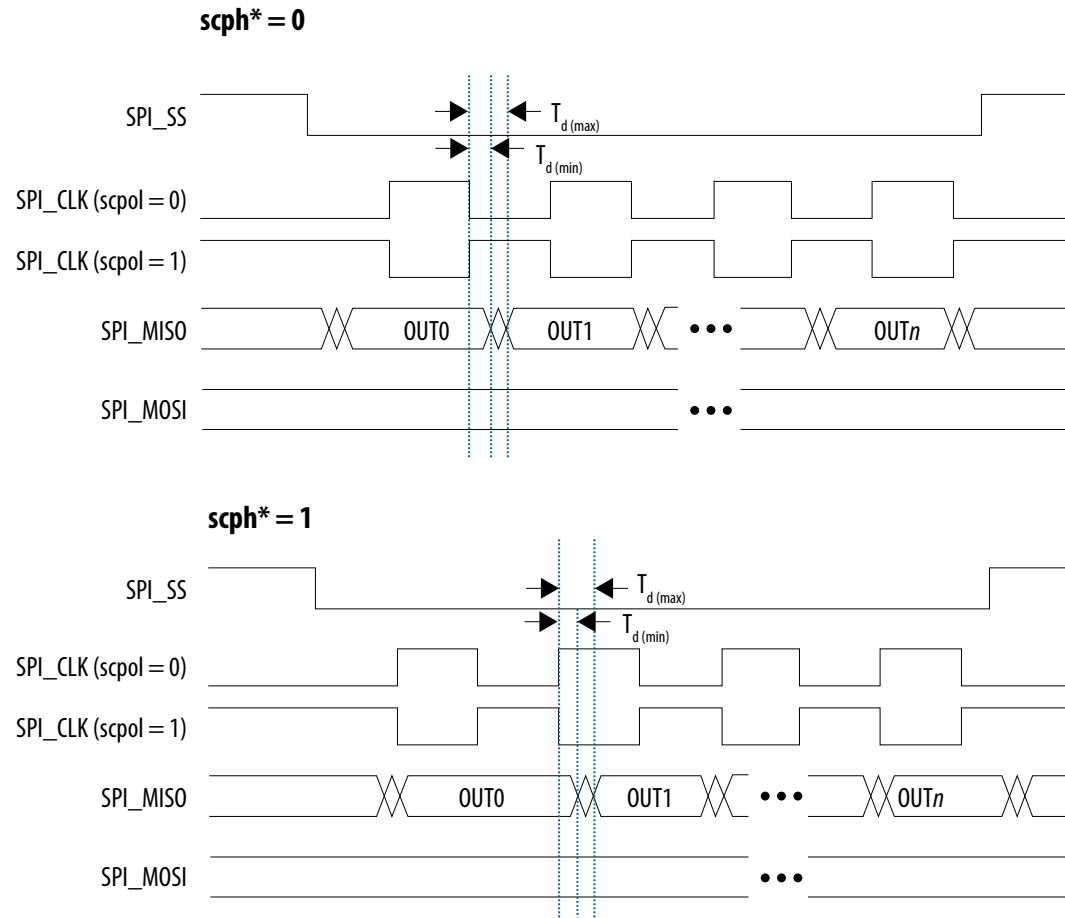 scph* = 0
SPI_SS
T d (max)
T d (min)
SPI_CLK (scpol = 0)
SPI_CLK (scpol = 1)
SPI_MISO OUT0 OUT1 ••• OUTn
SPI_MOSI •••
scph* = 1
SPI_SS
T d (max)
T d (min)
SPI_CLK (scpol = 0)
SPI_CLK (scpol = 1)
SPI_MISO OUT0 OUT1 ••• OUTn
SPI_MOSI •••